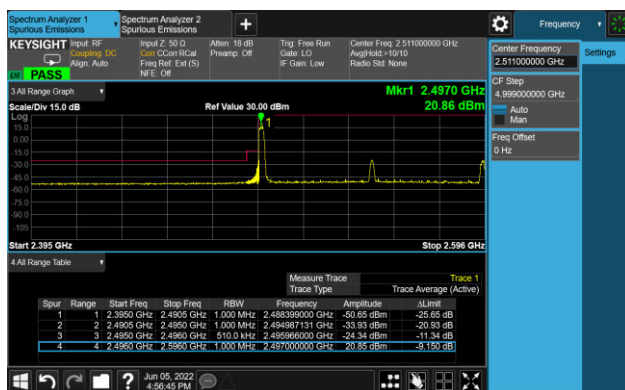 Spectrum Analyzer 1
Spurious Emissions
Spectrum Analyzer 2
Spurious Emissions
Frequency
KEYSIGHT
Input: RF
Coupling: DC
Align: Auto
Input Z: 50 Ω
Corr CCorr RCal
Freq Ref: Ext (S)
NFE: Off
Atten: 18 dB
Preamp: Off
Trig: Free Run
Gate: LO
IF Gain: Low
Center Freq: 2.511000000 GHz
Avg|Hold:>10/10
Radio Std: None
PASS
Center Frequency
2.511000000 GHz
Settings
CF Step
4.999000000 GHz
Auto
Man
Freq Offset
0 Hz
3 All Range Graph
Mkr1 2.4970 GHz
20.86 dBm
Scale/Div 15.0 dB
Ref Value 30.00 dBm
Log
15.0
0.00
-15.0
-30.0
-45.0
-60.0
-75.0
-90.0
-105
1
Start 2.395 GHz
Stop 2.596 GHz
4 All Range Table
Measure Trace Trace 1
Trace Type Trace Average (Active)
Spur Range Start Freq Stop Freq RBW Frequency Amplitude ΔLimit
1 1 2.3950 GHz 2.4905 GHz 1.000 MHz 2.488399000 GHz -50.65 dBm -25.65 dB
2 2 2.4905 GHz 2.4950 GHz 1.000 MHz 2.494987131 GHz -33.93 dBm -20.93 dB
3 3 2.4950 GHz 2.4960 GHz 510.0 kHz 2.495966000 GHz -24.34 dBm -11.34 dB
4 4 2.4960 GHz 2.5960 GHz 1.000 MHz 2.497000000 GHz 20.85 dBm -9.150 dB
Jun 05, 2022
4:56:45 PM